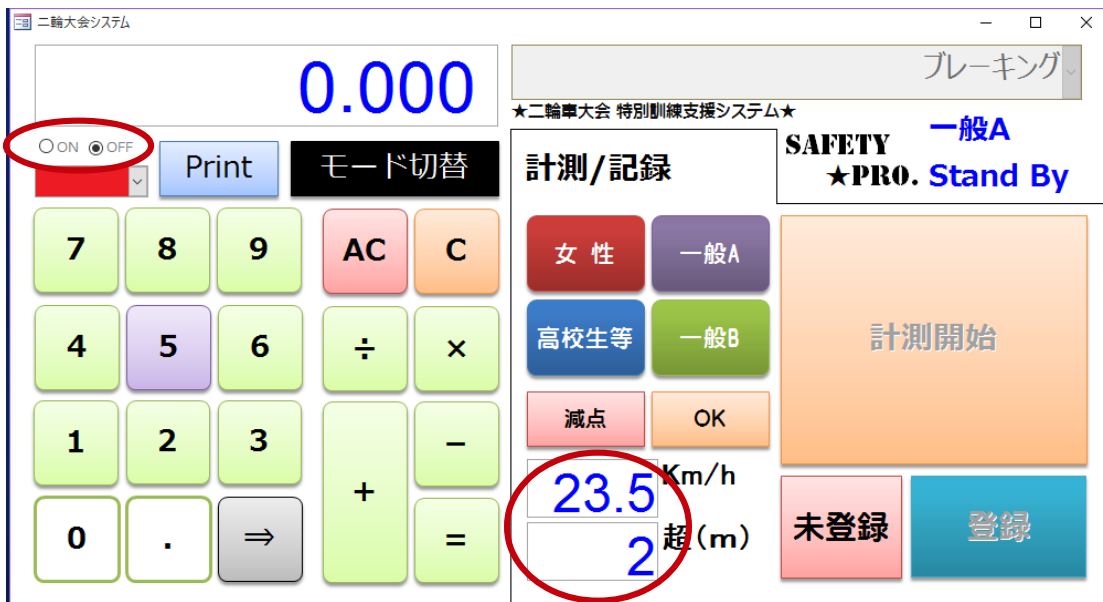 二輪大会システム
0.000
ブレーキング
★二輪車大会 特別訓練支援システム★
ON OFF
Print
モード切替
計測/記録
SAFETY
★PRO.
一般A
Stand By
7 8 9 AC C
女 性 一般A
計測開始
4 5 6 ÷ ×
高校生等 一般B
減点 OK
1 2 3 −
23.5 Km/h
+
0 . ⇒ =
2 超(m)
未登録 登録